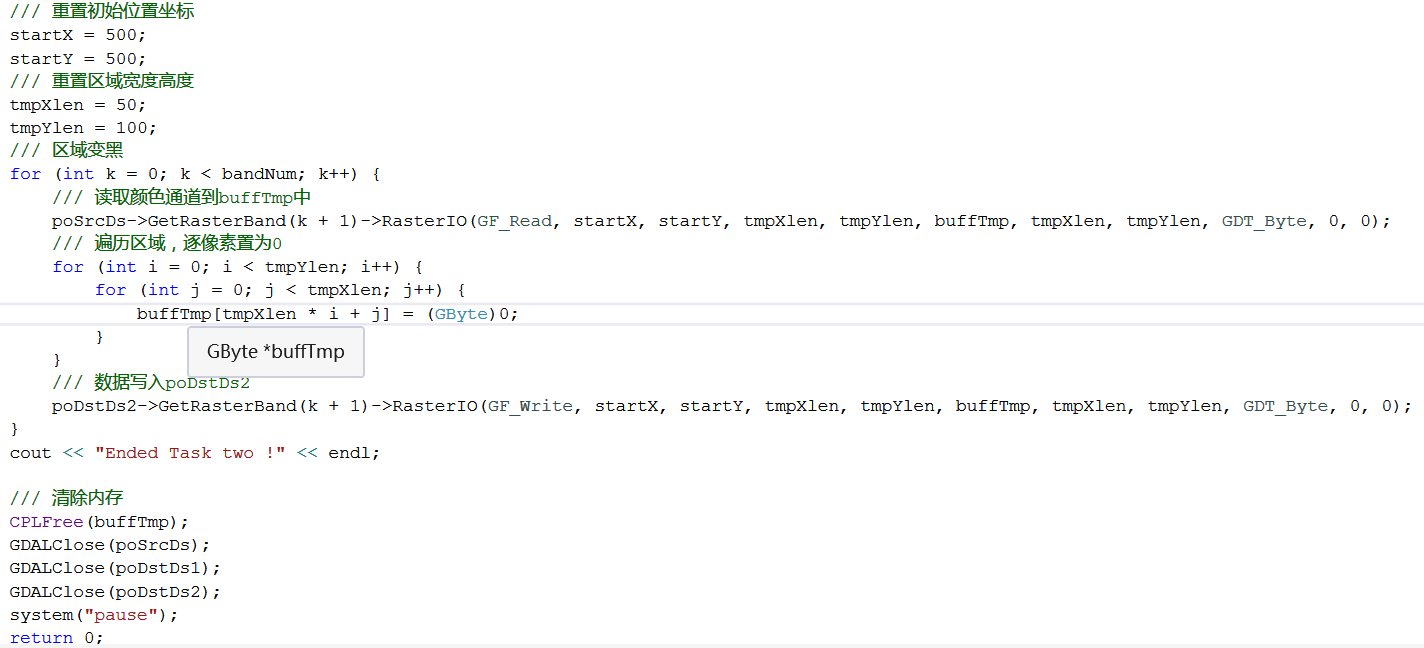 /// 重置初始位置坐标
startX = 500;
startY = 500;
/// 重置区域宽度高度
tmpXlen = 50;
tmpYlen = 100;
/// 区域变黑
for (int k = 0; k < bandNum; k++) {
    /// 读取颜色通道到buffTmp中
    poSrcDs->GetRasterBand(k + 1)->RasterIO(GF_Read, startX, startY, tmpXlen, tmpYlen, buffTmp, tmpXlen, tmpYlen, GDT_Byte, 0, 0);
    /// 遍历区域，逐像素置为0
    for (int i = 0; i < tmpYlen; i++) {
        for (int j = 0; j < tmpXlen; j++) {
            buffTmp[tmpXlen * i + j] = (GByte)0;
        }
GByte *buffTmp
    }
    /// 数据写入poDstDs2
    poDstDs2->GetRasterBand(k + 1)->RasterIO(GF_Write, startX, startY, tmpXlen, tmpYlen, buffTmp, tmpXlen, tmpYlen, GDT_Byte, 0, 0);
}
cout << "Ended Task two !" << endl;
/// 清除内存
CPLFree(buffTmp);
GDALClose(poSrcDs);
GDALClose(poDstDs1);
GDALClose(poDstDs2);
system("pause");
return 0;